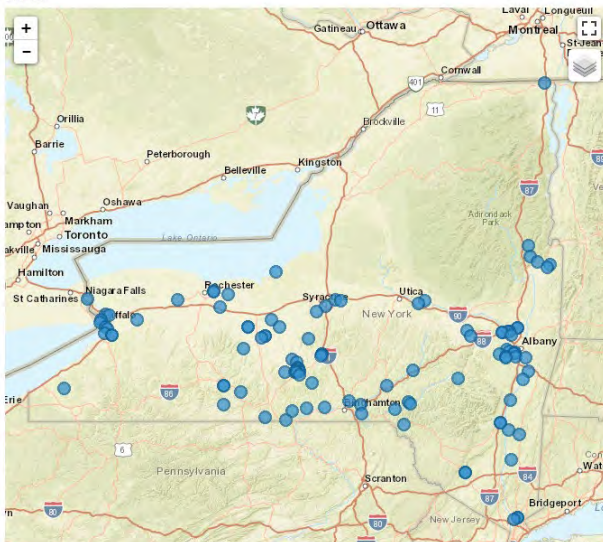 Laval
Longueuil
Gatineau
Ottawa
Montreal
+
−
St-Jean
Cornwall
401
11
Orillia
Brockville
Barrie
Peterborough
Kingston
Belleville
87
Vaughan
Markham
Oshawa
Adirondack
Park
Toronto
Lake Ontario
Mississauga
Hamilton
Niagara Falls
Rochester
St Catharines
Utica
New York
90
88
Albany
Erie
86
6
Pennsylvania
Scranton
84
87
80
80
New Jersey
Bridgeport